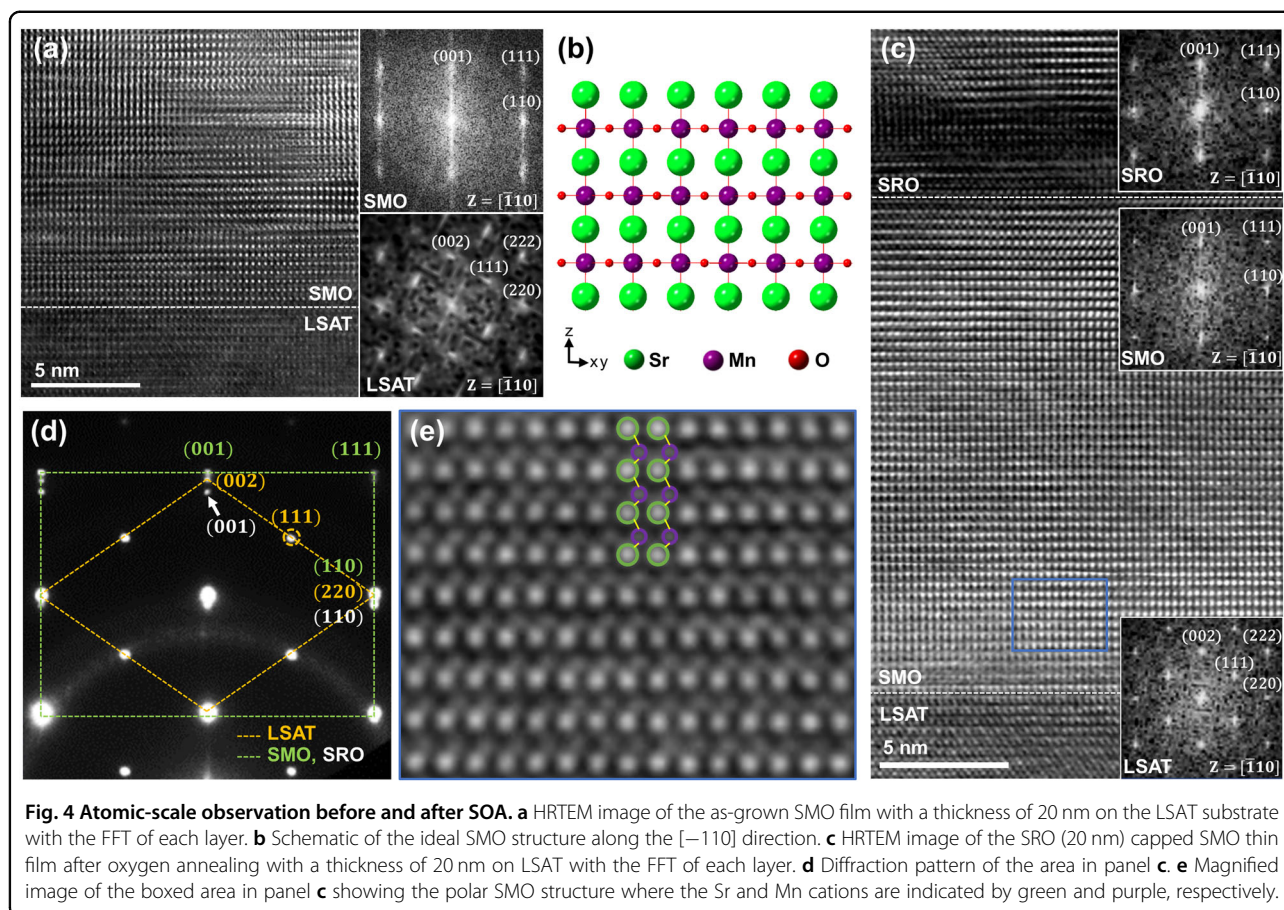 (a)
(001)
(111)
(110)
SMO
Z = [1̅10]
(002)
(222)
(111)
(220)
LSAT
Z = [1̅10]
SMO
LSAT
5 nm
(b)
z
xy
Sr
Mn
O
(c)
(001)
(111)
(110)
SRO
Z = [1̅10]
SRO
(001)
(111)
(110)
SMO
Z = [1̅10]
(002)
(222)
(111)
(220)
LSAT
Z = [1̅10]
SMO
LSAT
5 nm
(d)
(001)
(111)
(002)
(001)
(111)
(110)
(220)
(110)
LSAT
SMO, SRO
(e)
Fig. 4 Atomic-scale observation before and after SOA. a HRTEM image of the as-grown SMO film with a thickness of 20 nm on the LSAT substrate
with the FFT of each layer. b Schematic of the ideal SMO structure along the [−110] direction. c HRTEM image of the SRO (20 nm) capped SMO thin
film after oxygen annealing with a thickness of 20 nm on LSAT with the FFT of each layer. d Diffraction pattern of the area in panel c. e Magnified
image of the boxed area in panel c showing the polar SMO structure where the Sr and Mn cations are indicated by green and purple, respectively.